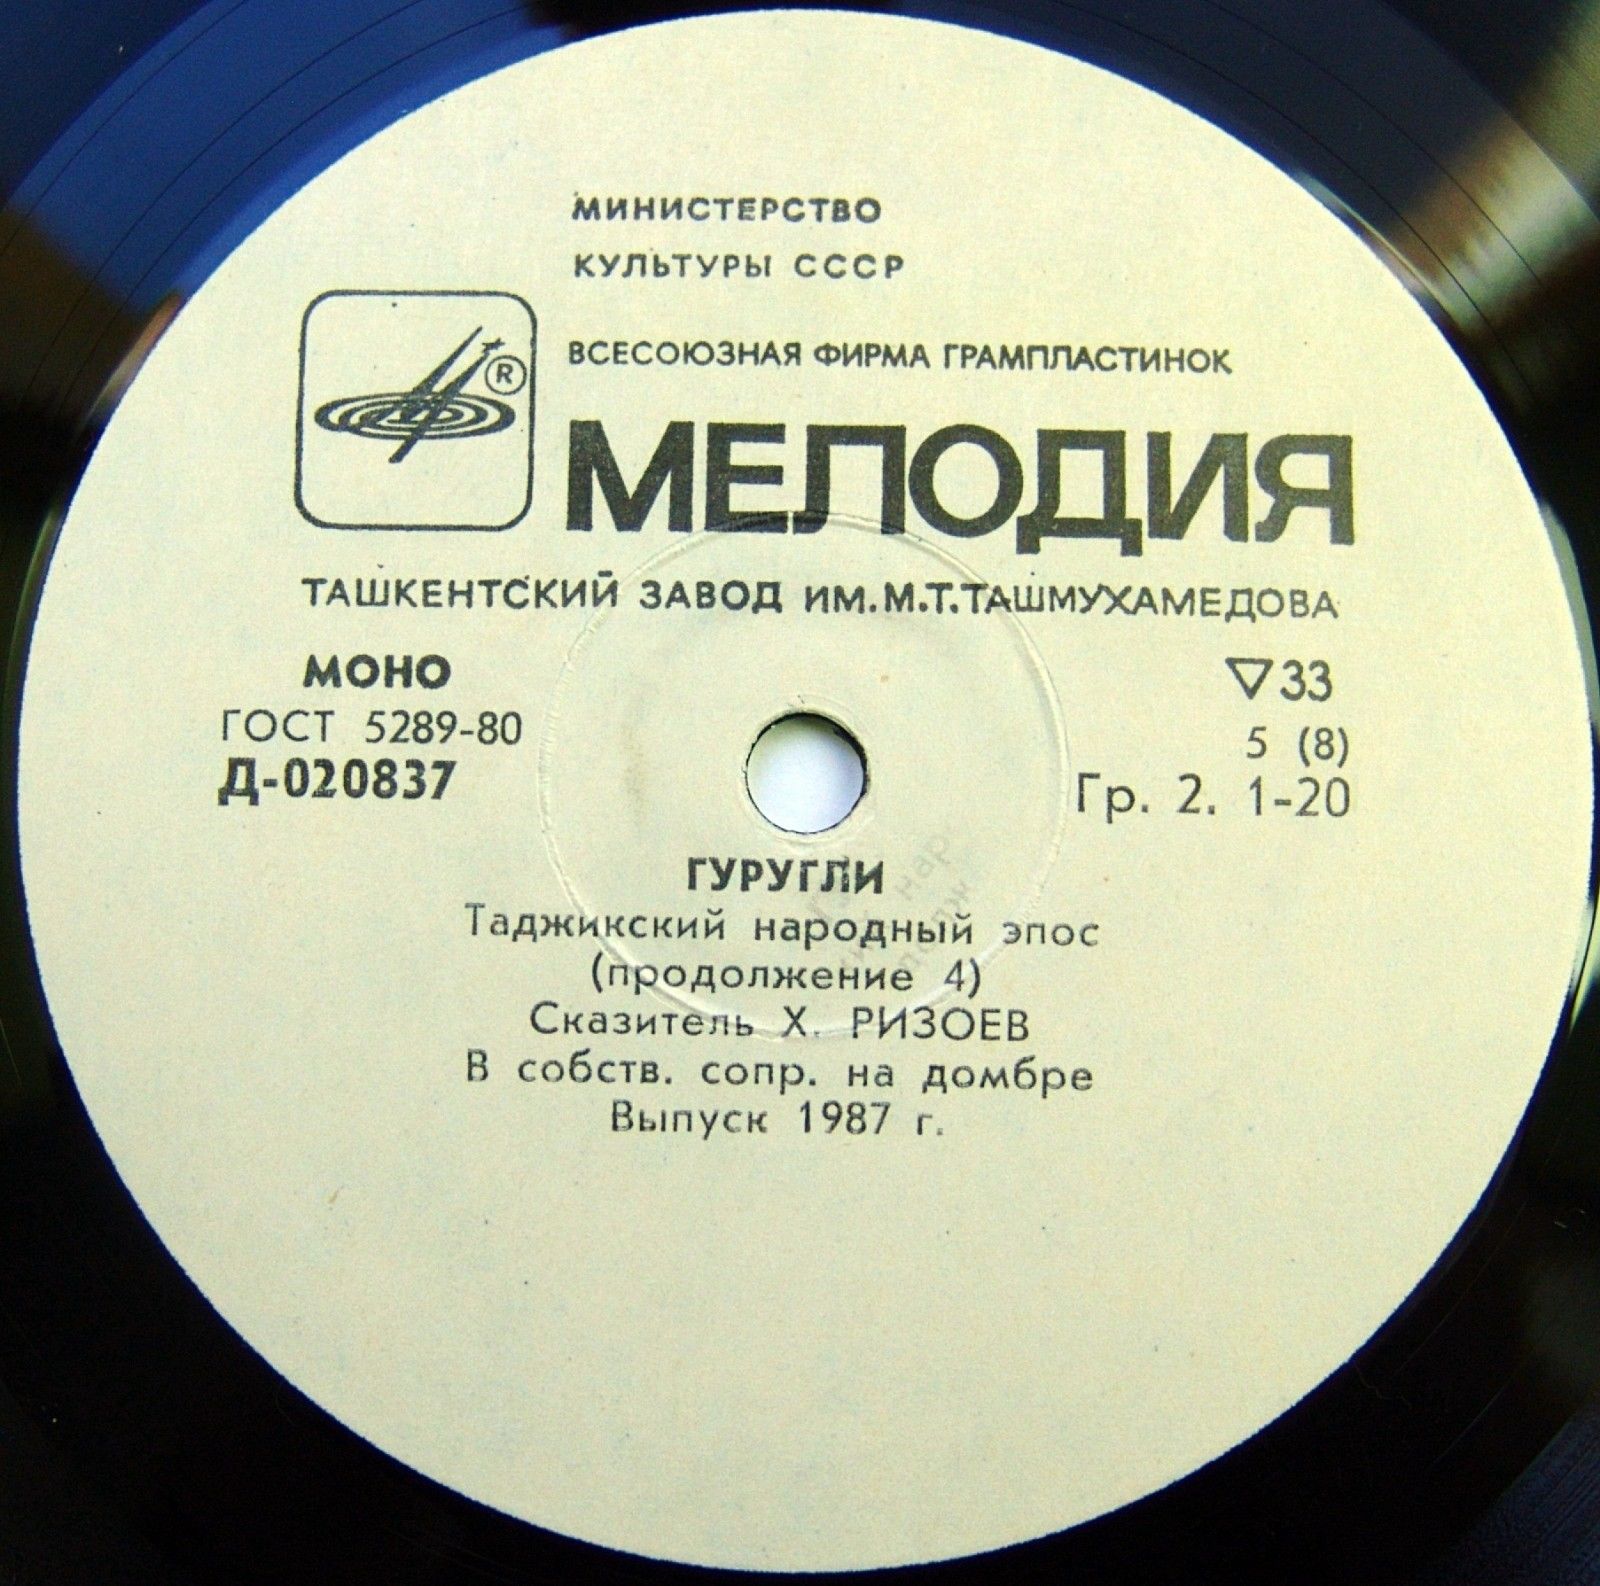 МИНИСТЕРСТВО
КУЛЬТУРЫ СССР
ВСЕСОЮЗНАЯ ФИРМА ГРАМПЛАСТИНОК
®
МЕЛОДИЯ
ТАШКЕНТСКИЙ ЗАВОД ИМ.М.Т.ТАШМУХАМЕДОВА
МОНО
ГОСТ 5289-80
Д-020837
▽33
5 (8)
Гр. 2. 1-20
ГУРУГЛИ
Таджикский народный эпос
(продолжение 4)
Сказитель Х. РИЗОЕВ
В собств. сопр. на домбре
Выпуск 1987 г.